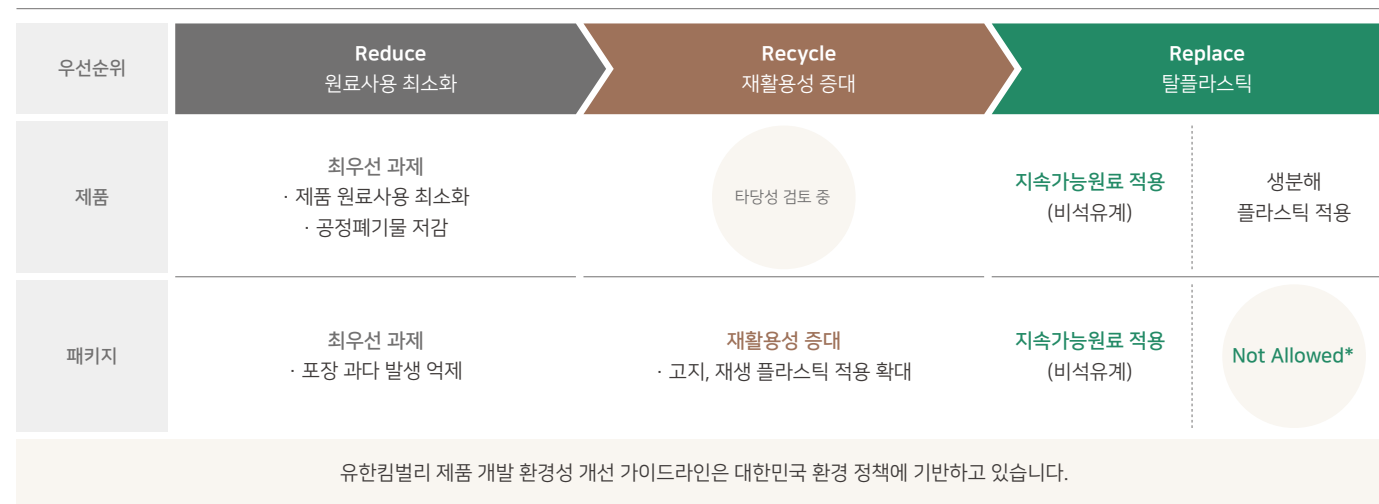 우선순위
Reduce
원료사용 최소화
Recycle
재활용성 증대
Replace
탈플라스틱
제품
최우선 과제
· 제품 원료사용 최소화
· 공정폐기물 저감
타당성 검토 중
지속가능원료 적용
(비석유계)
생분해
플라스틱 적용
패키지
최우선 과제
· 포장 과다 발생 억제
재활용성 증대
· 고지, 재생 플라스틱 적용 확대
지속가능원료 적용
(비석유계)
Not Allowed*
유한킴벌리 제품 개발 환경성 개선 가이드라인은 대한민국 환경 정책에 기반하고 있습니다.